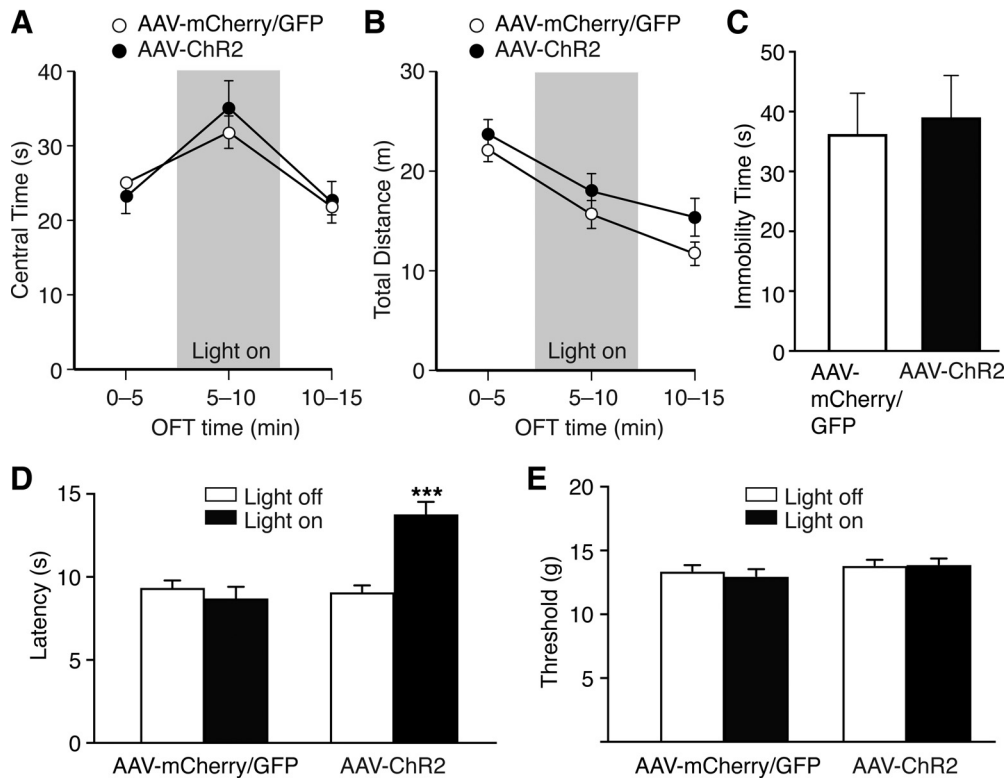 A
AAV-mCherry/GFP
AAV-ChR2
Central Time (s)
40
30
20
10
0
Light on
0–5
5–10
10–15
OFT time (min)
B
AAV-mCherry/GFP
AAV-ChR2
Total Distance (m)
30
20
10
0
Light on
0–5
5–10
10–15
OFT time (min)
C
Immobility Time (s)
50
40
30
20
10
0
AAV-
mCherry/
GFP
AAV-ChR2
D
Light off
Light on
Latency (s)
15
10
5
0
***
AAV-mCherry/GFP
AAV-ChR2
E
Light off
Light on
Threshold (g)
20
15
10
5
AAV-mCherry/GFP
AAV-ChR2